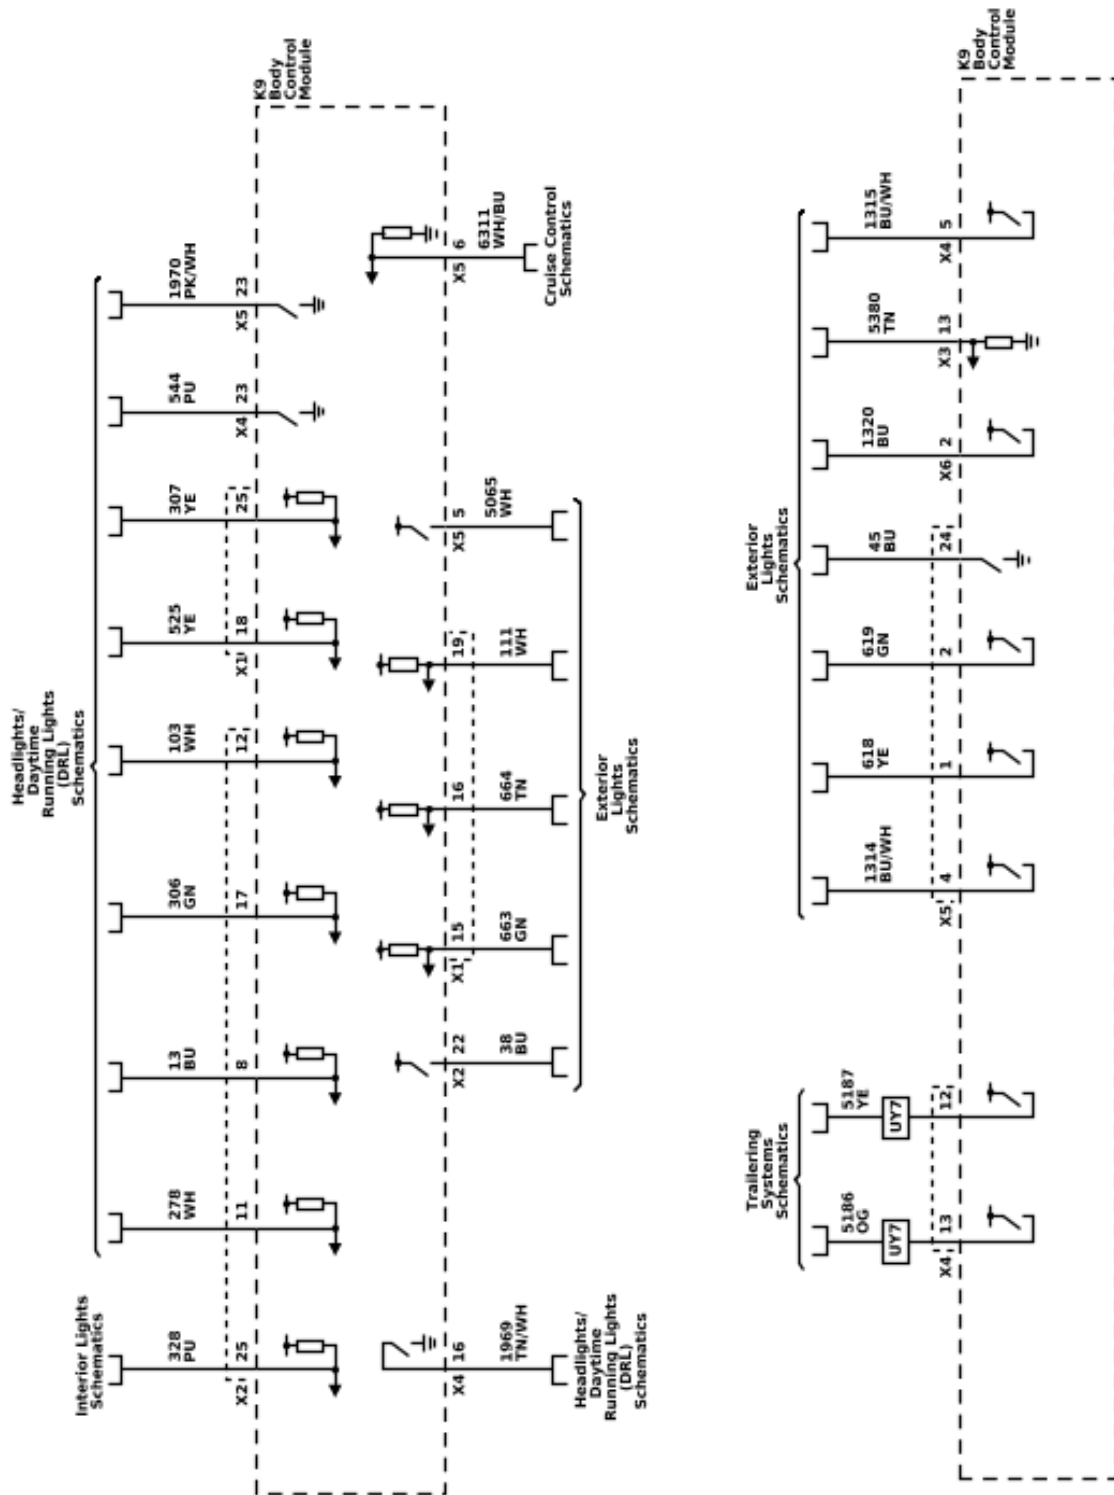 Interior Lights
Schematics
328
PU
X2
25
Headlights/
Daytime
Running Lights
(DRL)
Schematics
278
WH
11
13
BU
8
306
GN
17
103
WH
12
525
YE
X1
18
307
YE
25
544
PU
X4
23
1970
PK/WH
X5
23
K9
Body
Control
Module
X4
16
1969
TN/WH
Headlights/
Daytime
Running Lights
(DRL)
Schematics
X2
22
38
BU
X1
15
663
GN
16
664
TN
19
111
WH
X5
5
5065
WH
Exterior
Lights
Schematics
X5
6
6311
WH/BU
Cruise Control
Schematics
Trailering
Systems
Schematics
5186
OG
UY7
X4
13
5187
YE
UY7
12
Exterior
Lights
Schematics
1314
BU/WH
X5
4
618
YE
1
619
GN
2
45
BU
24
1320
BU
X6
2
5380
TN
X3
13
1315
BU/WH
X4
5
K9
Body
Control
Module